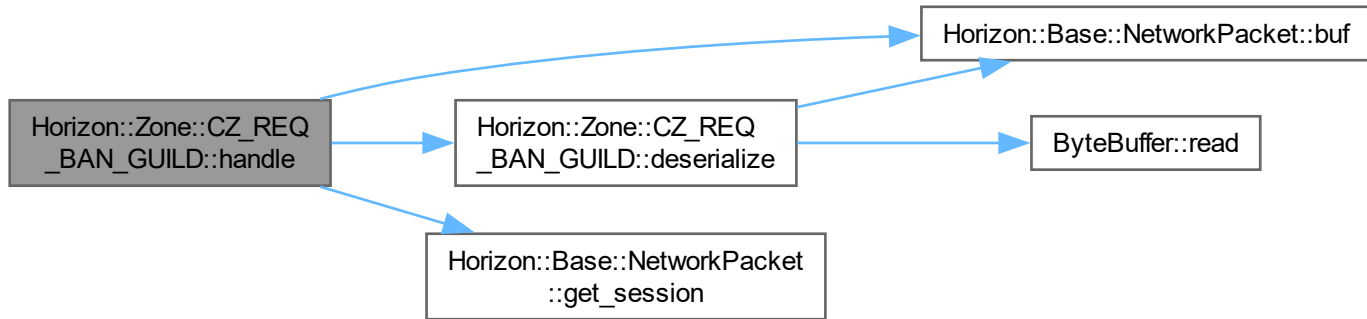 Horizon::Zone::CZ_REQ
_BAN_GUILD::handle
Horizon::Zone::CZ_REQ
_BAN_GUILD::deserialize
Horizon::Base::NetworkPacket
::get_session
Horizon::Base::NetworkPacket::buf
ByteBuffer::read